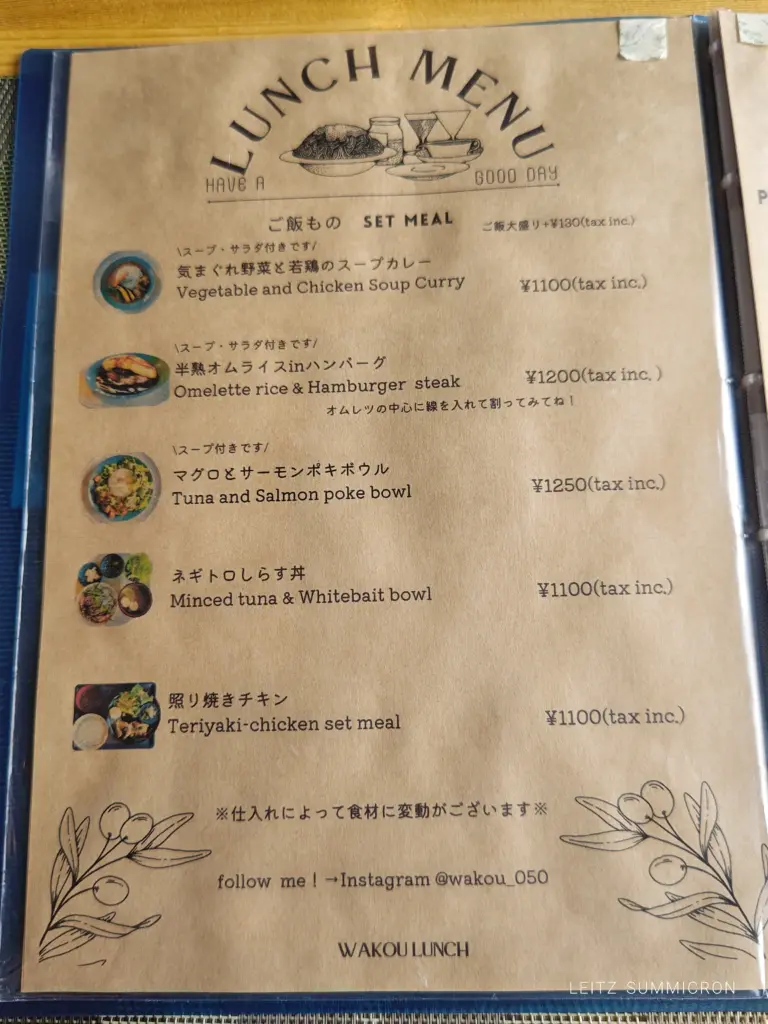 LUNCH MENU
HAVE A GOOD DAY
ご飯もの SET MEAL ご飯大盛り+¥130(tax inc.)
\スープ・サラダ付きです/
気まぐれ野菜と若鶏のスープカレー
Vegetable and Chicken Soup Curry ¥1100(tax inc.)
\スープ・サラダ付きです/
半熟オムライスinハンバーグ
Omelette rice & Hamburger steak ¥1200(tax inc. )
オムレツの中心に線を入れて割ってみてね！
\スープ付きです/
マグロとサーモンポキボウル
Tuna and Salmon poke bowl ¥1250(tax inc.)
ネギトロしらす丼
Minced tuna & Whitebait bowl ¥1100(tax inc.)
照り焼きチキン
Teriyaki-chicken set meal ¥1100(tax inc.)
※仕入れによって食材に変動がございます※
follow me！→Instagram @wakou_050
WAKOU LUNCH
LEITZ SUMMICRON